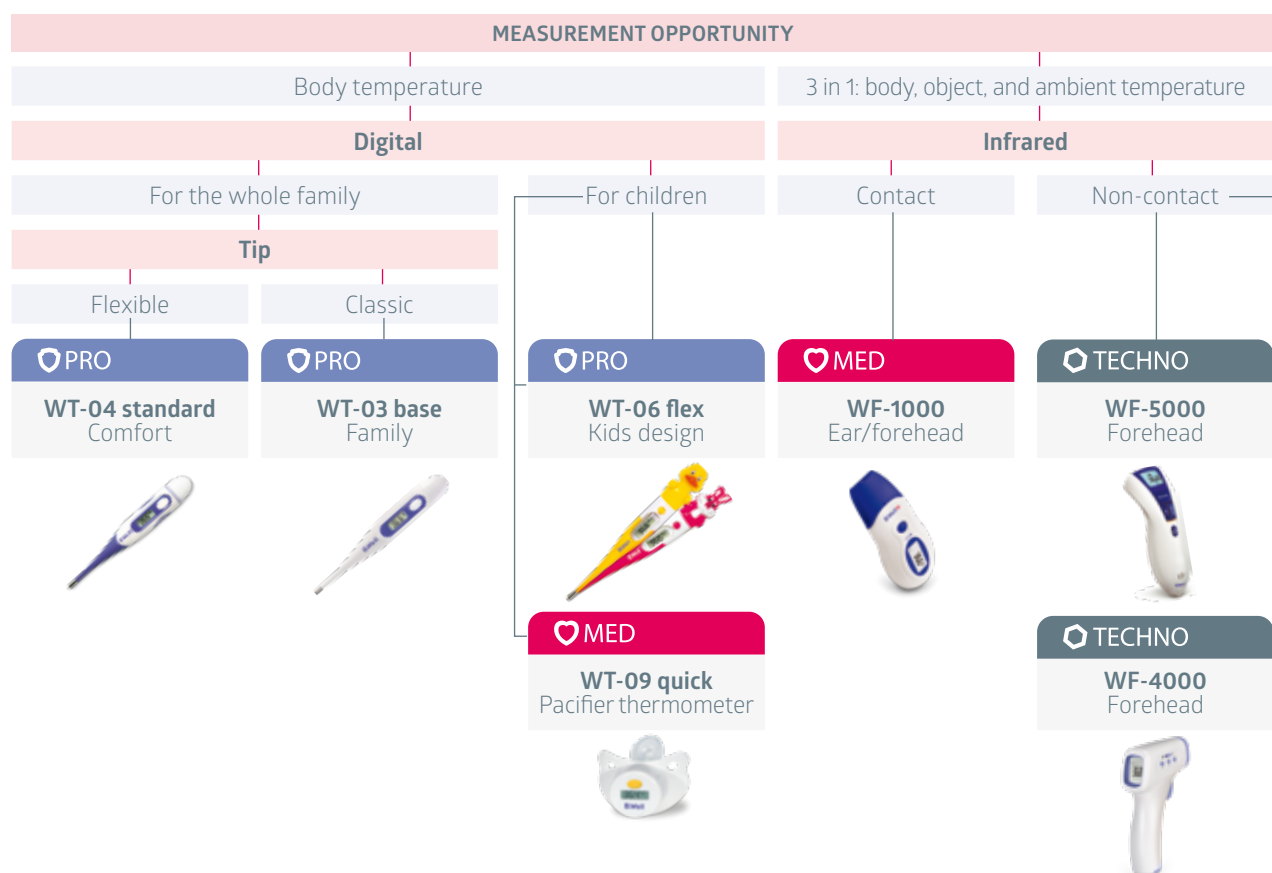 MEASUREMENT OPPORTUNITY
Body temperature
3 in 1: body, object, and ambient temperature
Digital
Infrared
For the whole family
For children
Contact
Non-contact
Tip
Flexible
Classic
PRO
PRO
PRO
MED
TECHNO
WT-04 standard
Comfort
WT-03 base
Family
WT-06 flex
Kids design
WF-1000
Ear/forehead
WF-5000
Forehead
MED
TECHNO
WT-09 quick
Pacifier thermometer
WF-4000
Forehead